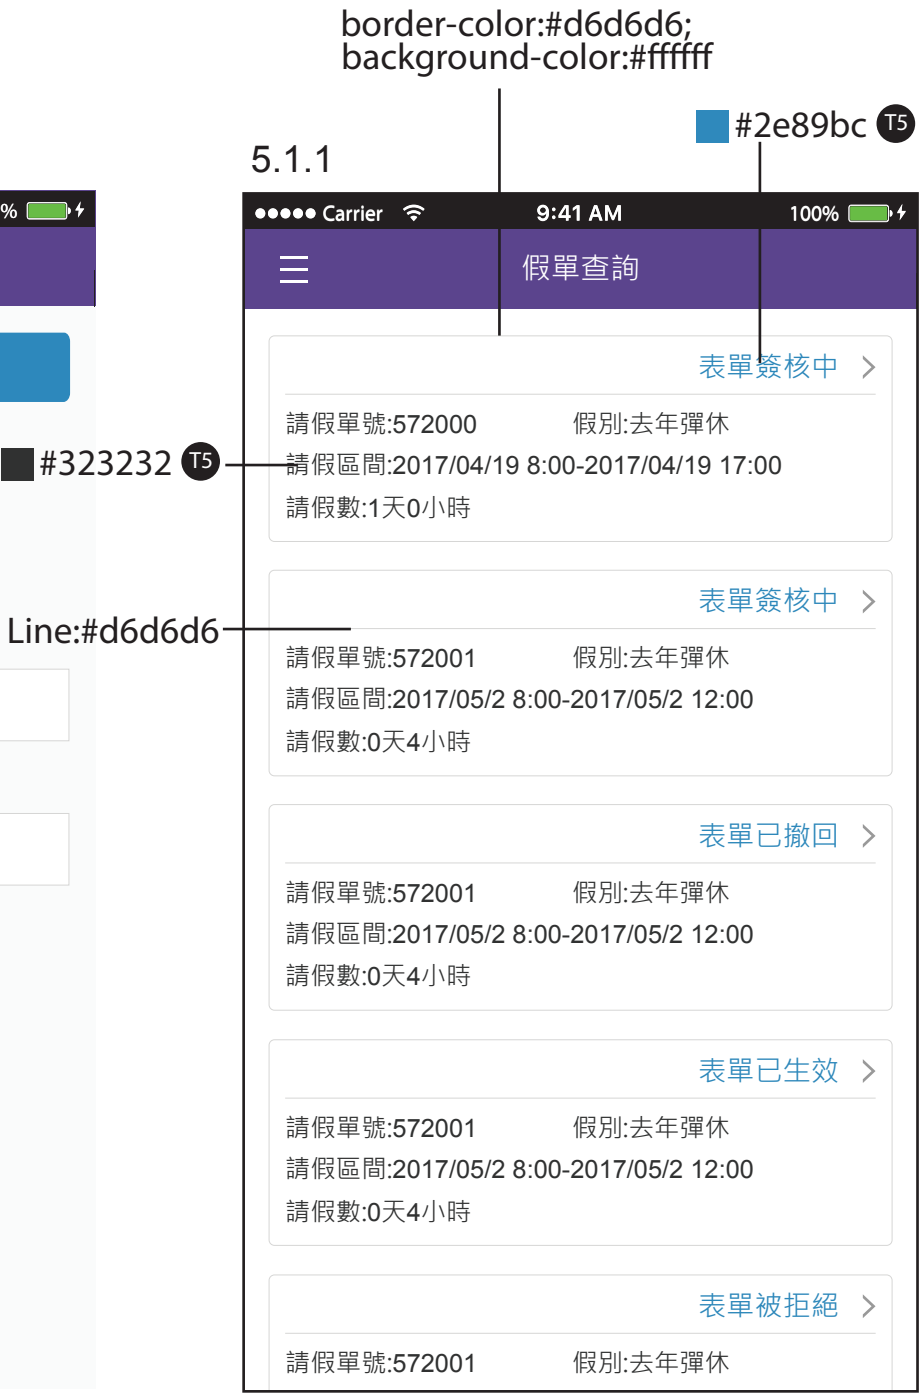 border-color:#d6d6d6;
background-color:#ffffff
#2e89bc T5
5.1.1
%
Carrier 9:41 AM 100%
假單查詢
表單簽核中
請假單號:572000 假別:去年彈休
#323232 T5
請假區間:2017/04/19 8:00-2017/04/19 17:00
請假數:1天0小時
表單簽核中
Line:#d6d6d6
請假單號:572001 假別:去年彈休
請假區間:2017/05/2 8:00-2017/05/2 12:00
請假數:0天4小時
表單已撤回
請假單號:572001 假別:去年彈休
請假區間:2017/05/2 8:00-2017/05/2 12:00
請假數:0天4小時
表單已生效
請假單號:572001 假別:去年彈休
請假區間:2017/05/2 8:00-2017/05/2 12:00
請假數:0天4小時
表單被拒絕
請假單號:572001 假別:去年彈休